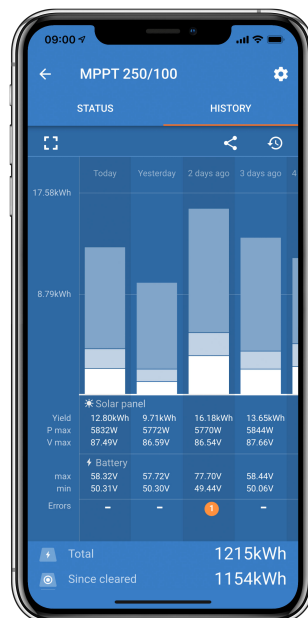 09:00
MPPT 250/100
STATUS HISTORY
Today Yesterday 2 days ago 3 days ago 4
17.58kWh
8.79kWh
Solar panel
Yield 12.80kWh 9.71kWh 16.18kWh 13.65kWh
P max 5832W 5772W 5770W 5844W
V max 87.49V 86.59V 86.54V 87.66V
Battery
max 58.32V 57.72V 77.70V 58.44V
min 50.31V 50.30V 49.44V 50.06V
Errors – – 1 –
Total 1215kWh
Since cleared 1154kWh